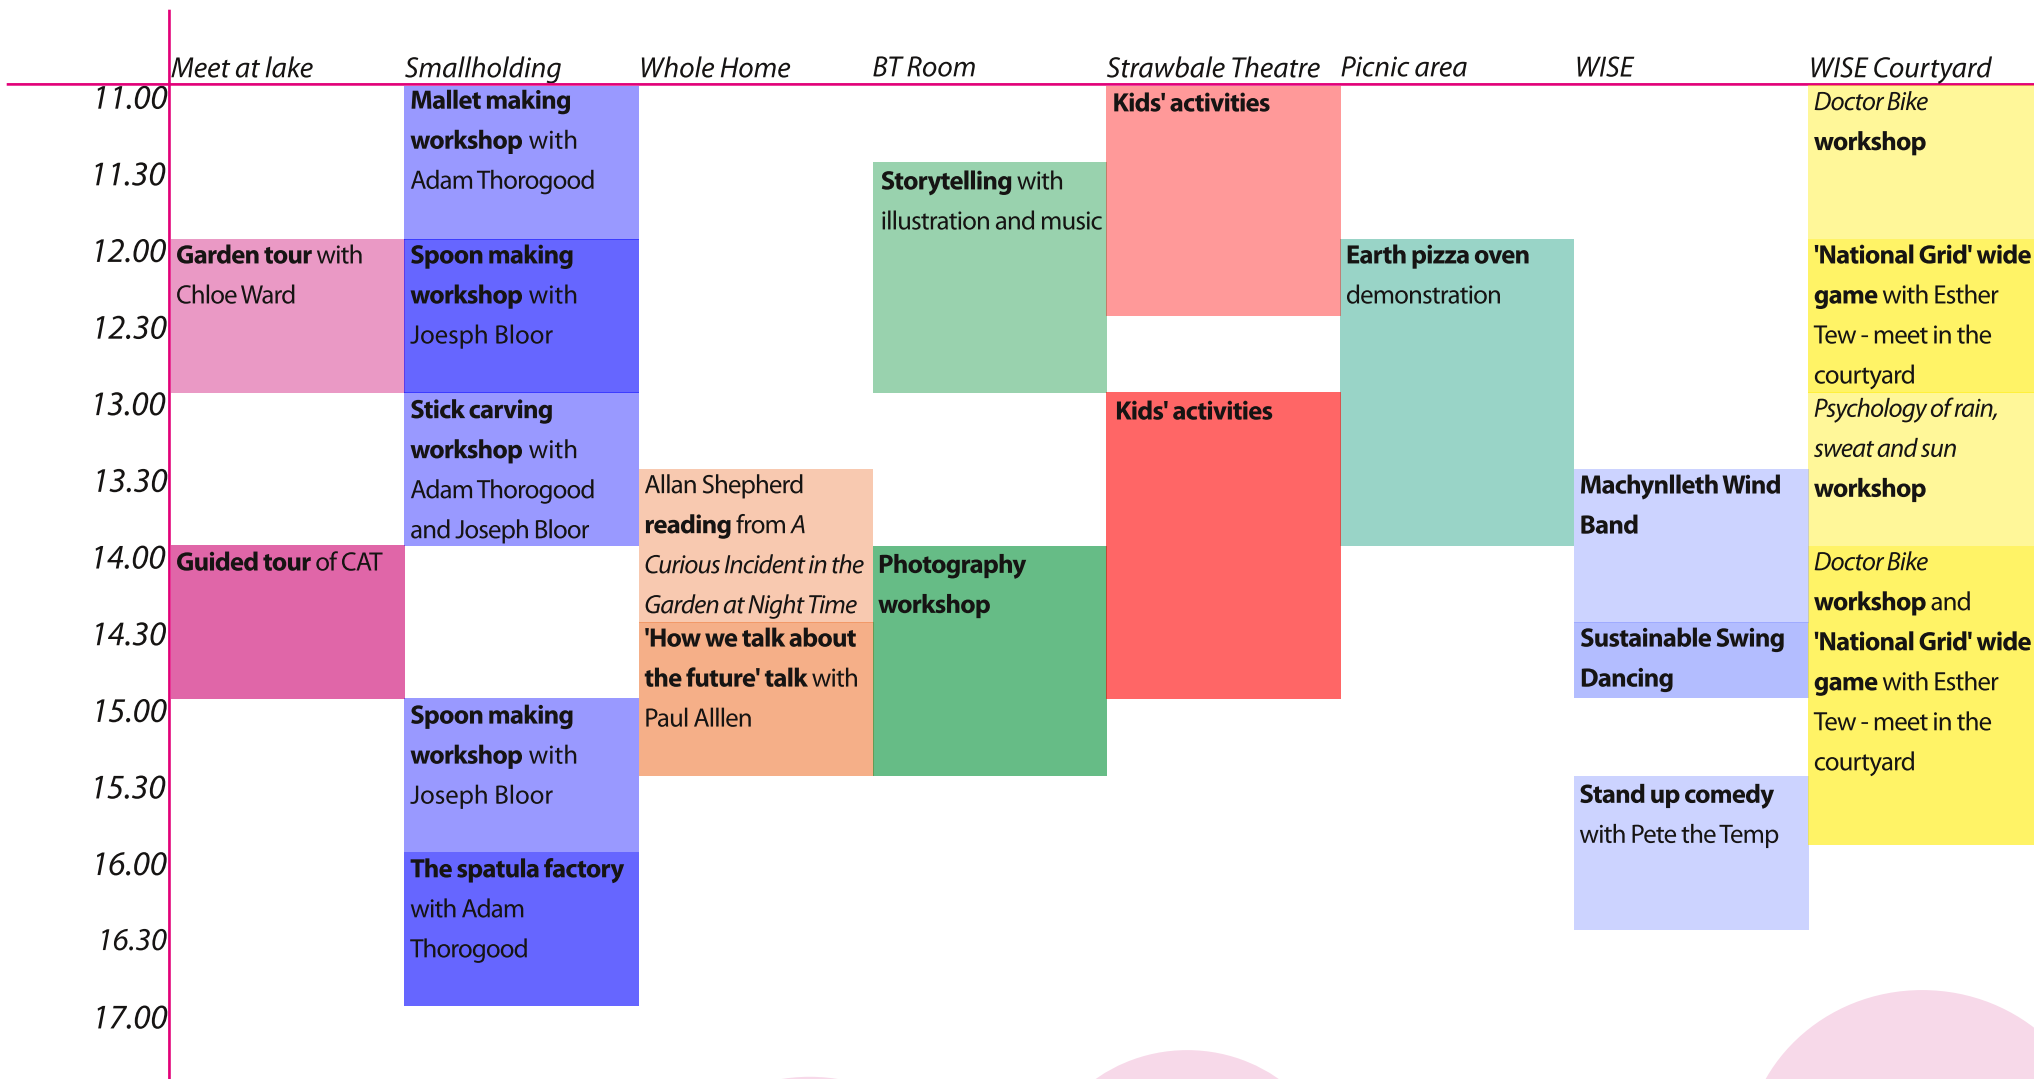 Meet at lake
Smallholding
Whole Home
BT Room
Strawbale Theatre
Picnic area
WISE
WISE Courtyard
11.00
11.30
12.00
12.30
13.00
13.30
14.00
14.30
15.00
15.30
16.00
16.30
17.00
Garden tour with
Chloe Ward
Guided tour of CAT
Mallet making
workshop with
Adam Thorogood
Spoon making
workshop with
Joesph Bloor
Stick carving
workshop with
Adam Thorogood
and Joseph Bloor
Spoon making
workshop with
Joseph Bloor
The spatula factory
with Adam
Thorogood
Allan Shepherd
reading from A
Curious Incident in the
Garden at Night Time
'How we talk about
the future' talk with
Paul Alllen
Storytelling with
illustration and music
Photography
workshop
Kids' activities
Kids' activities
Earth pizza oven
demonstration
Machynlleth Wind
Band
Sustainable Swing
Dancing
Stand up comedy
with Pete the Temp
Doctor Bike
workshop
'National Grid' wide
game with Esther
Tew - meet in the
courtyard
Psychology of rain,
sweat and sun
workshop
Doctor Bike
workshop and
'National Grid' wide
game with Esther
Tew - meet in the
courtyard